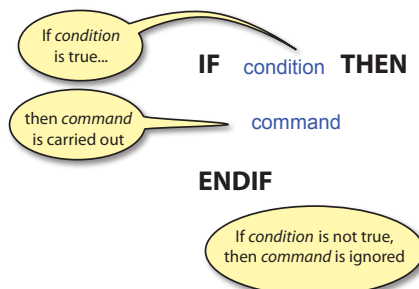 If condition
is true...
IF condition THEN
then command
is carried out
command
ENDIF
If condition is not true,
then command is ignored